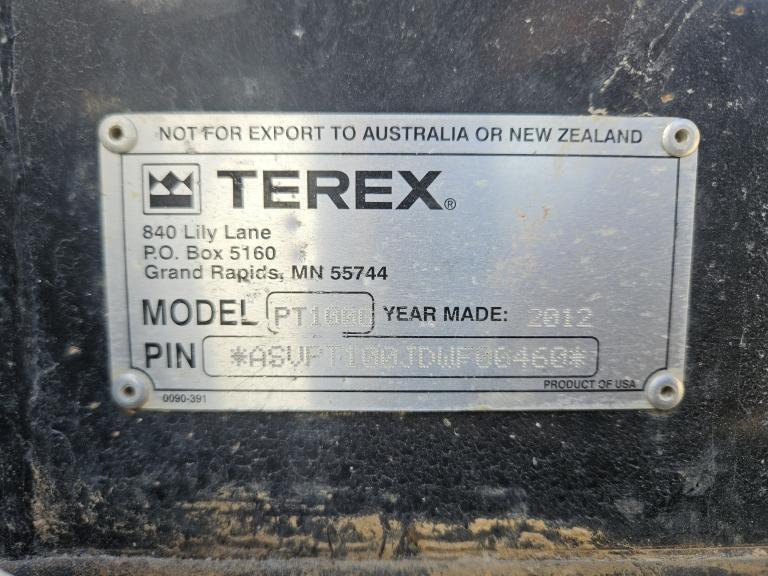 NOT FOR EXPORT TO AUSTRALIA OR NEW ZEALAND
TEREX®
840 Lily Lane
P.O. Box 5160
Grand Rapids, MN 55744
MODEL PT100G YEAR MADE: 2012
PIN *ASVPT100JDWF00460*
PRODUCT OF USA
0090-391